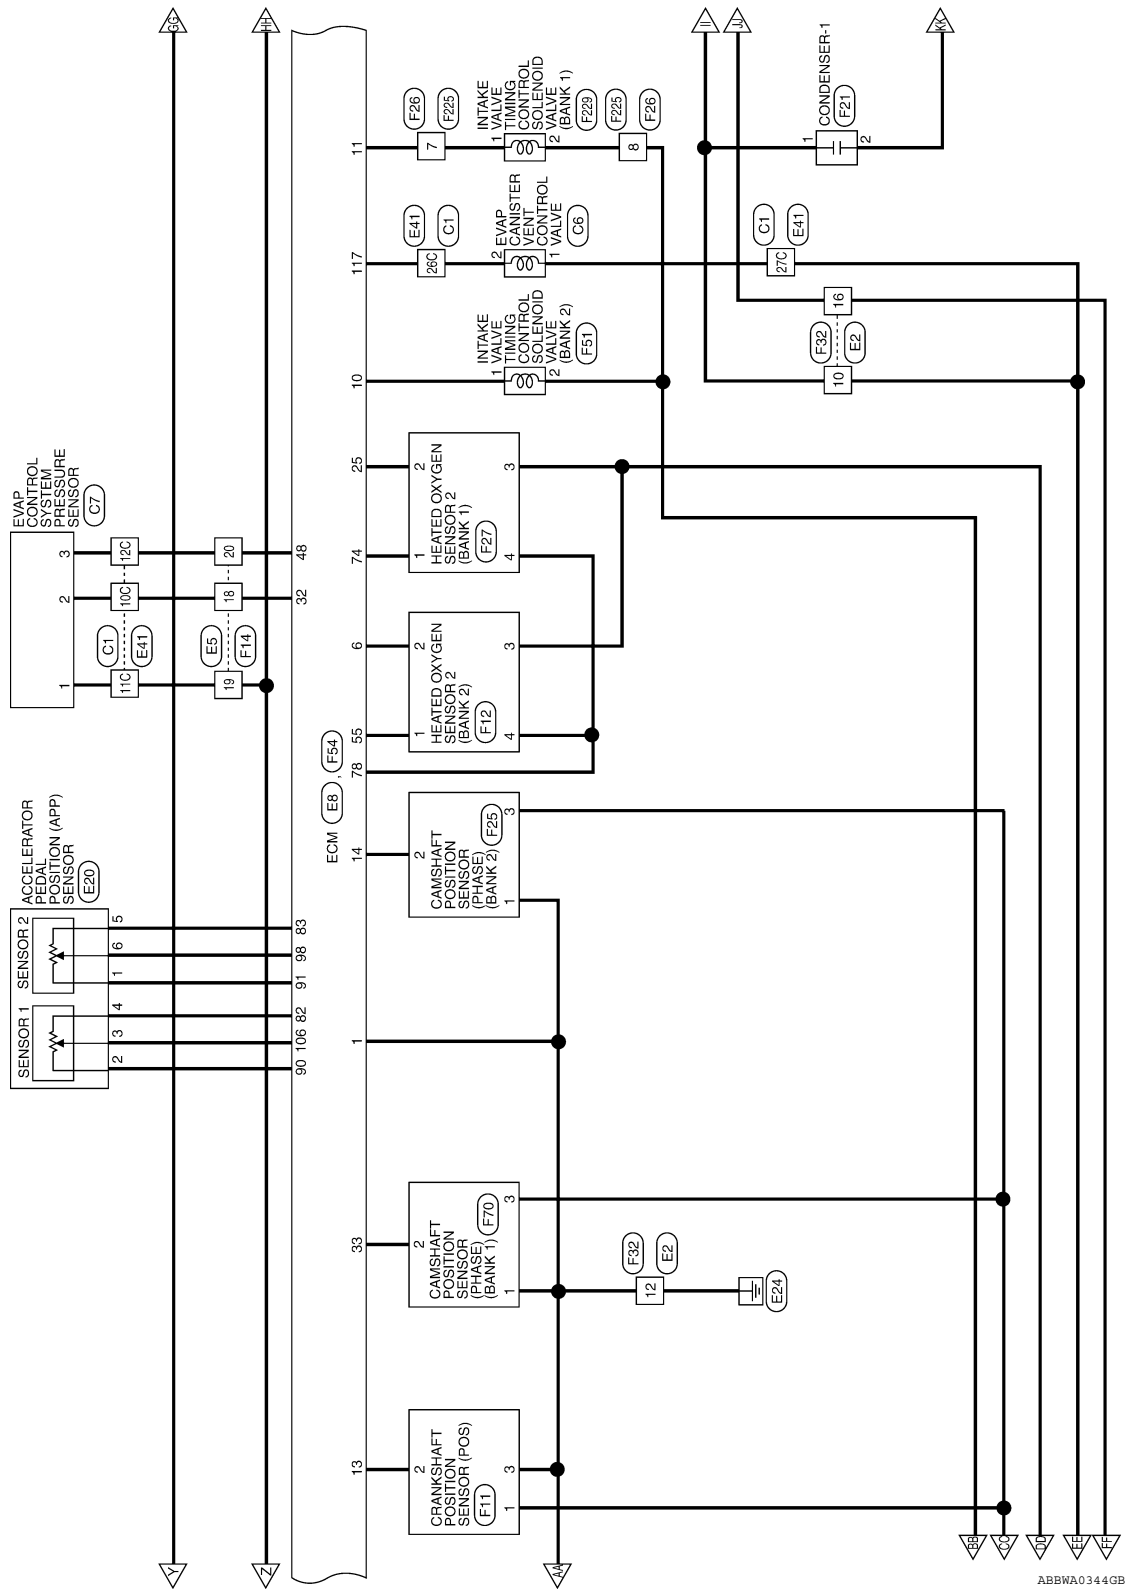 GG
HH
II
JJ
KK
EVAP
CONTROL
SYSTEM
PRESSURE
SENSOR
C7
3
2
1
12C
10C
11C
C1
E41
20
18
19
E5
F14
48
32
ACCELERATOR
PEDAL
POSITION (APP)
SENSOR
E20
SENSOR 2
SENSOR 1
5
6
1
4
3
2
83
98
91
82
106
90
ECM
E8
,
F54
11
117
10
25
74
6
55
78
14
1
33
13
F26
F225
7
INTAKE
VALVE
TIMING
CONTROL
SOLENOID
VALVE
(BANK 1)
1
2
F229
F225
F26
8
E41
C1
26C
EVAP
CANISTER
VENT
CONTROL
VALVE
2
1
C6
C1
E41
27C
INTAKE
VALVE
TIMING
CONTROL
SOLENOID
VALVE
(BANK 2)
1
2
F51
CONDENSER-1
F21
1
2
16
F32
E2
10
HEATED OXYGEN
SENSOR 2
(BANK 1)
F27
2
1
3
4
HEATED OXYGEN
SENSOR 2
(BANK 2)
F12
2
1
3
4
CAMSHAFT
POSITION
SENSOR
(PHASE)
(BANK 2)
F25
2
3
1
CAMSHAFT
POSITION
SENSOR
(PHASE)
(BANK 1)
F70
2
3
1
F32
E2
12
E24
CRANKSHAFT
POSITION
SENSOR (POS)
F11
2
3
1
Y
Z
AA
BB
CC
DD
EE
FF
ABBWA0344GB